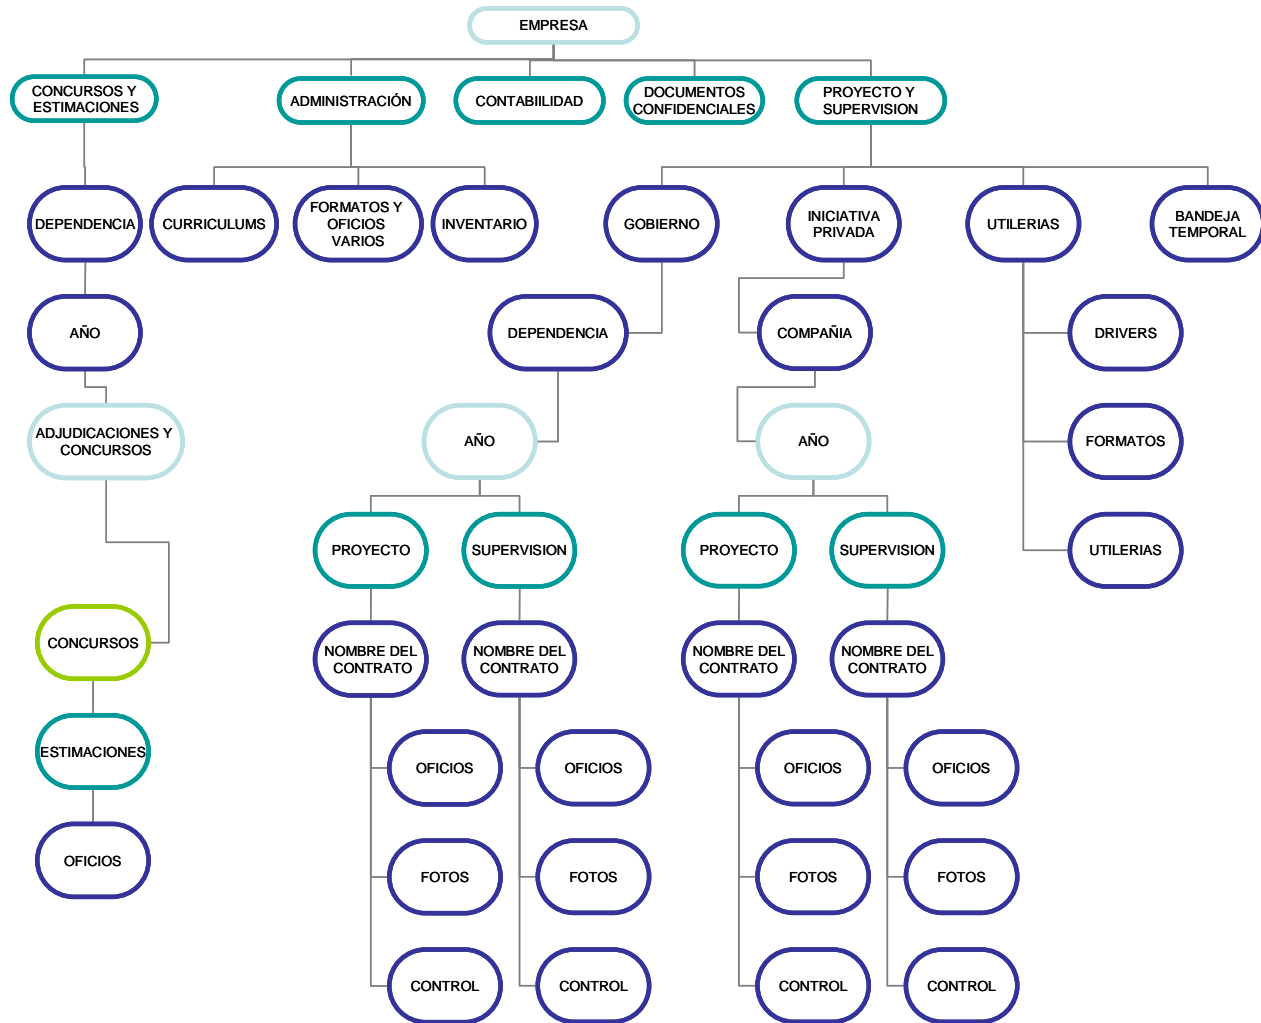 EMPRESA
CONCURSOS Y
ESTIMACIONES
ADMINISTRACIÓN
CONTABIILIDAD
DOCUMENTOS
CONFIDENCIALES
PROYECTO Y
SUPERVISION
DEPENDENCIA
CURRICULUMS
FORMATOS Y
OFICIOS
VARIOS
INVENTARIO
GOBIERNO
INICIATIVA
PRIVADA
UTILERIAS
BANDEJA
TEMPORAL
AÑO
DEPENDENCIA
COMPAÑIA
DRIVERS
ADJUDICACIONES Y
CONCURSOS
AÑO
AÑO
FORMATOS
PROYECTO
SUPERVISION
PROYECTO
SUPERVISION
UTILERIAS
CONCURSOS
NOMBRE DEL
CONTRATO
NOMBRE DEL
CONTRATO
NOMBRE DEL
CONTRATO
NOMBRE DEL
CONTRATO
ESTIMACIONES
OFICIOS
OFICIOS
OFICIOS
OFICIOS
OFICIOS
FOTOS
FOTOS
FOTOS
FOTOS
CONTROL
CONTROL
CONTROL
CONTROL